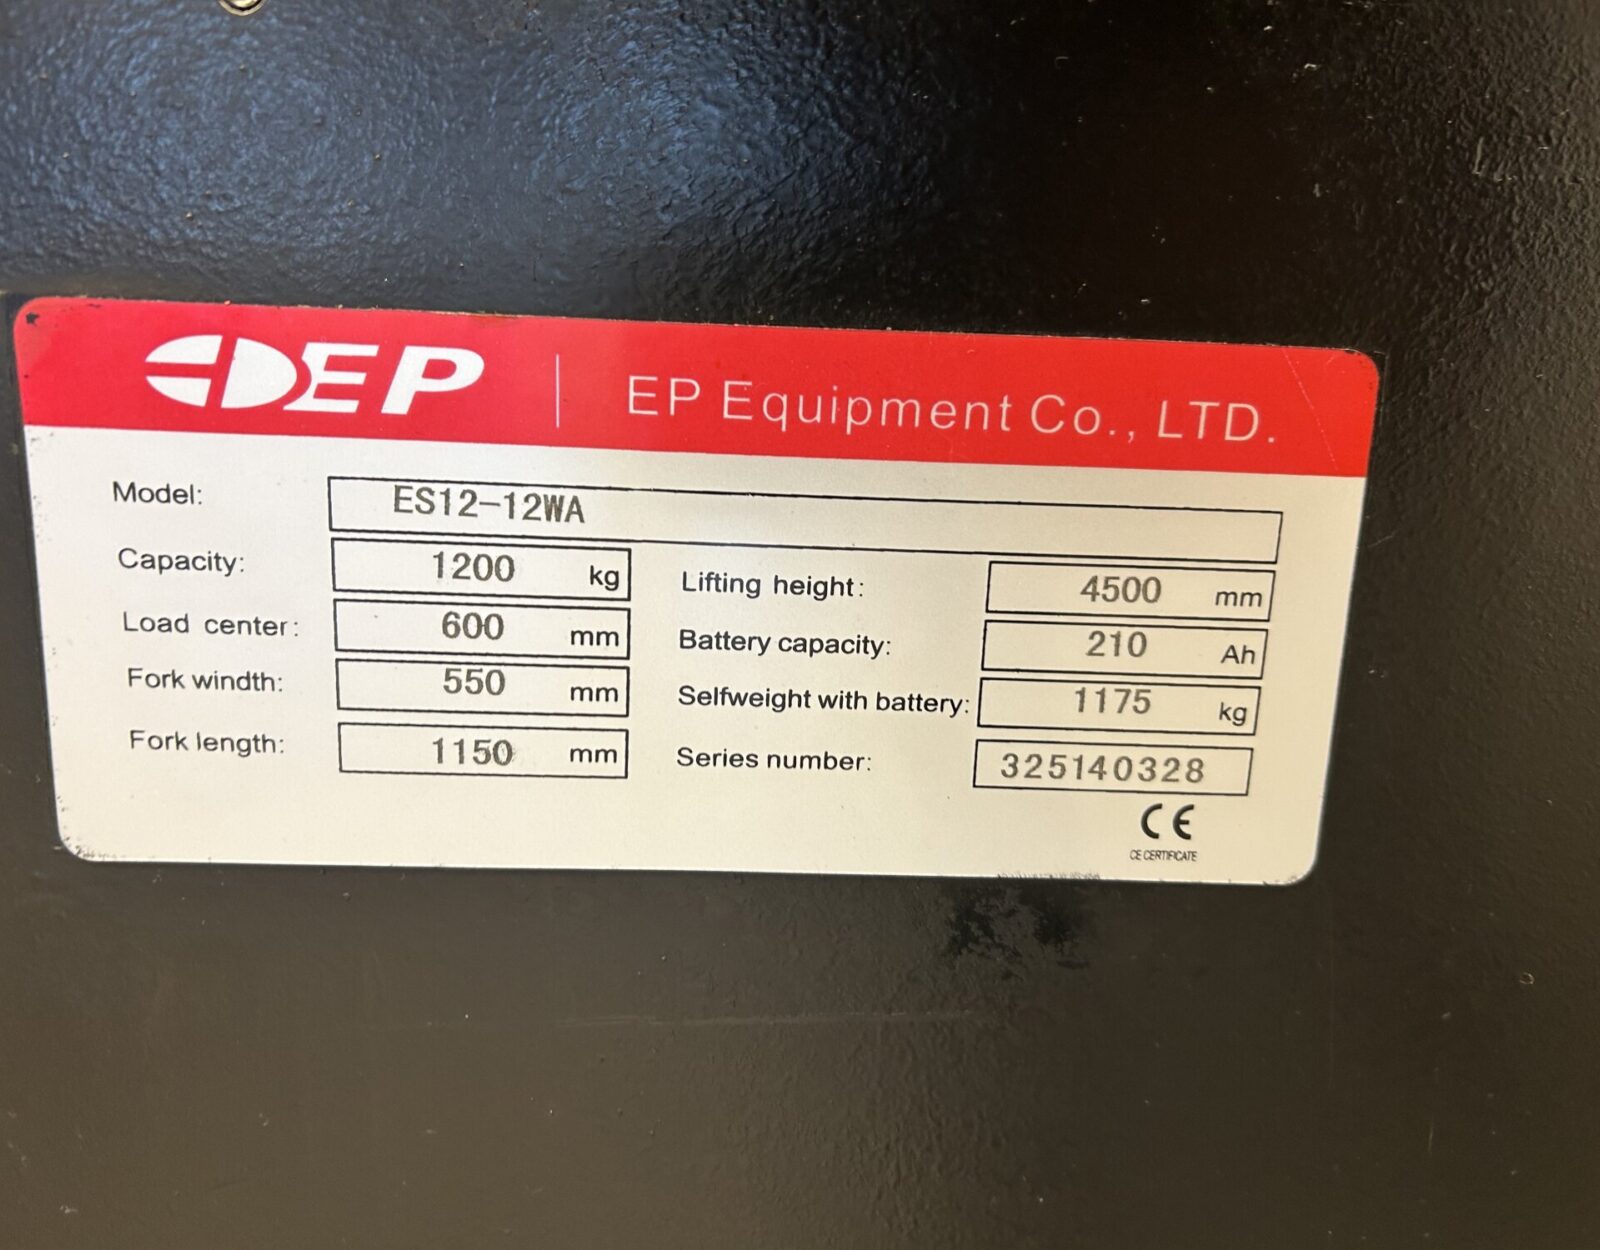 EP EP Equipment Co., LTD.
Model: ES12-12WA
Capacity: 1200 kg Lifting height: 4500 mm
Load center: 600 mm Battery capacity: 210 Ah
Fork windth: 550 mm Selfweight with battery: 1175 kg
Fork length: 1150 mm Series number: 325140328
CE
CE CERTIFICATE